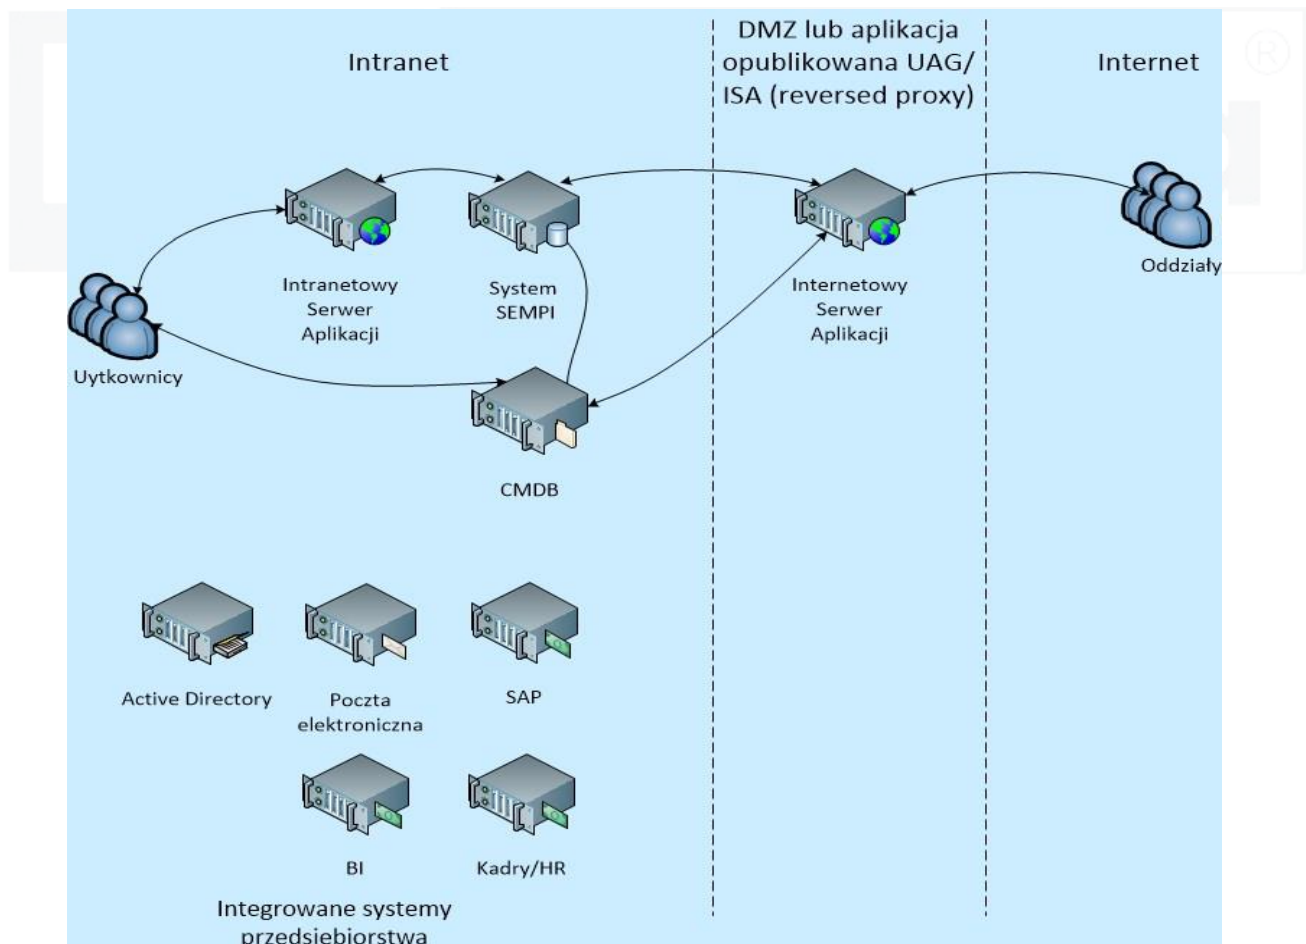 Intranet
DMZ lub aplikacja
opublikowana UAG/
ISA (reversed proxy)
Internet
Intranetowy
Serwer
Aplikacji
System
SEMPI
Internetowy
Serwer
Aplikacji
Oddziały
Uytkownicy
CMDB
Active Directory
Poczta
elektroniczna
SAP
BI
Kadry/HR
Integrowane systemy
przedsiębiorstwa